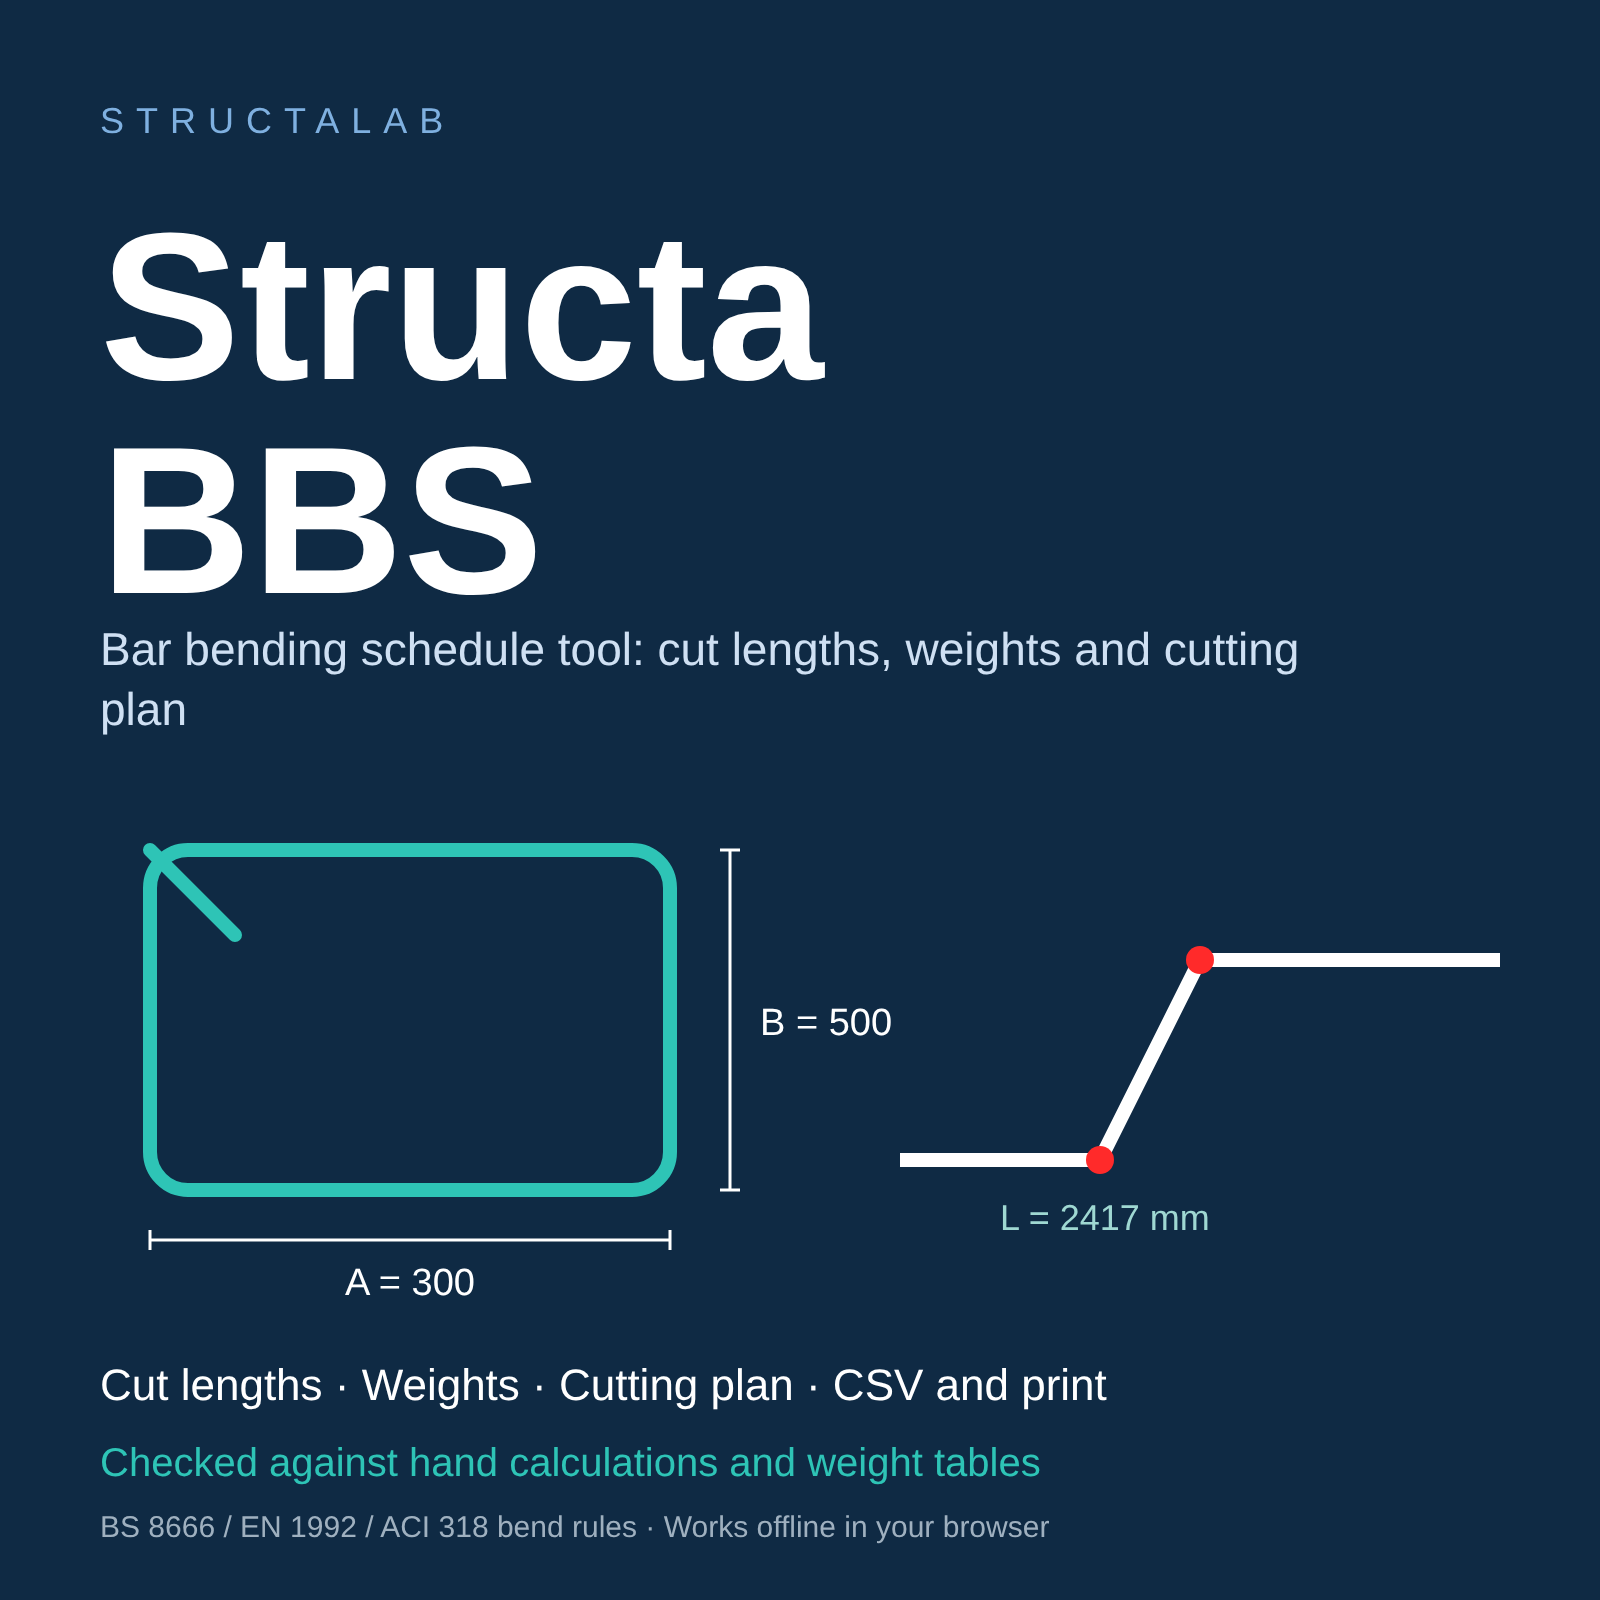 STRUCTALAB
Structa
BBS
Bar bending schedule tool: cut lengths, weights and cutting
plan
B = 500
L = 2417 mm
A = 300
Cut lengths · Weights · Cutting plan · CSV and print
Checked against hand calculations and weight tables
BS 8666 / EN 1992 / ACI 318 bend rules · Works offline in your browser